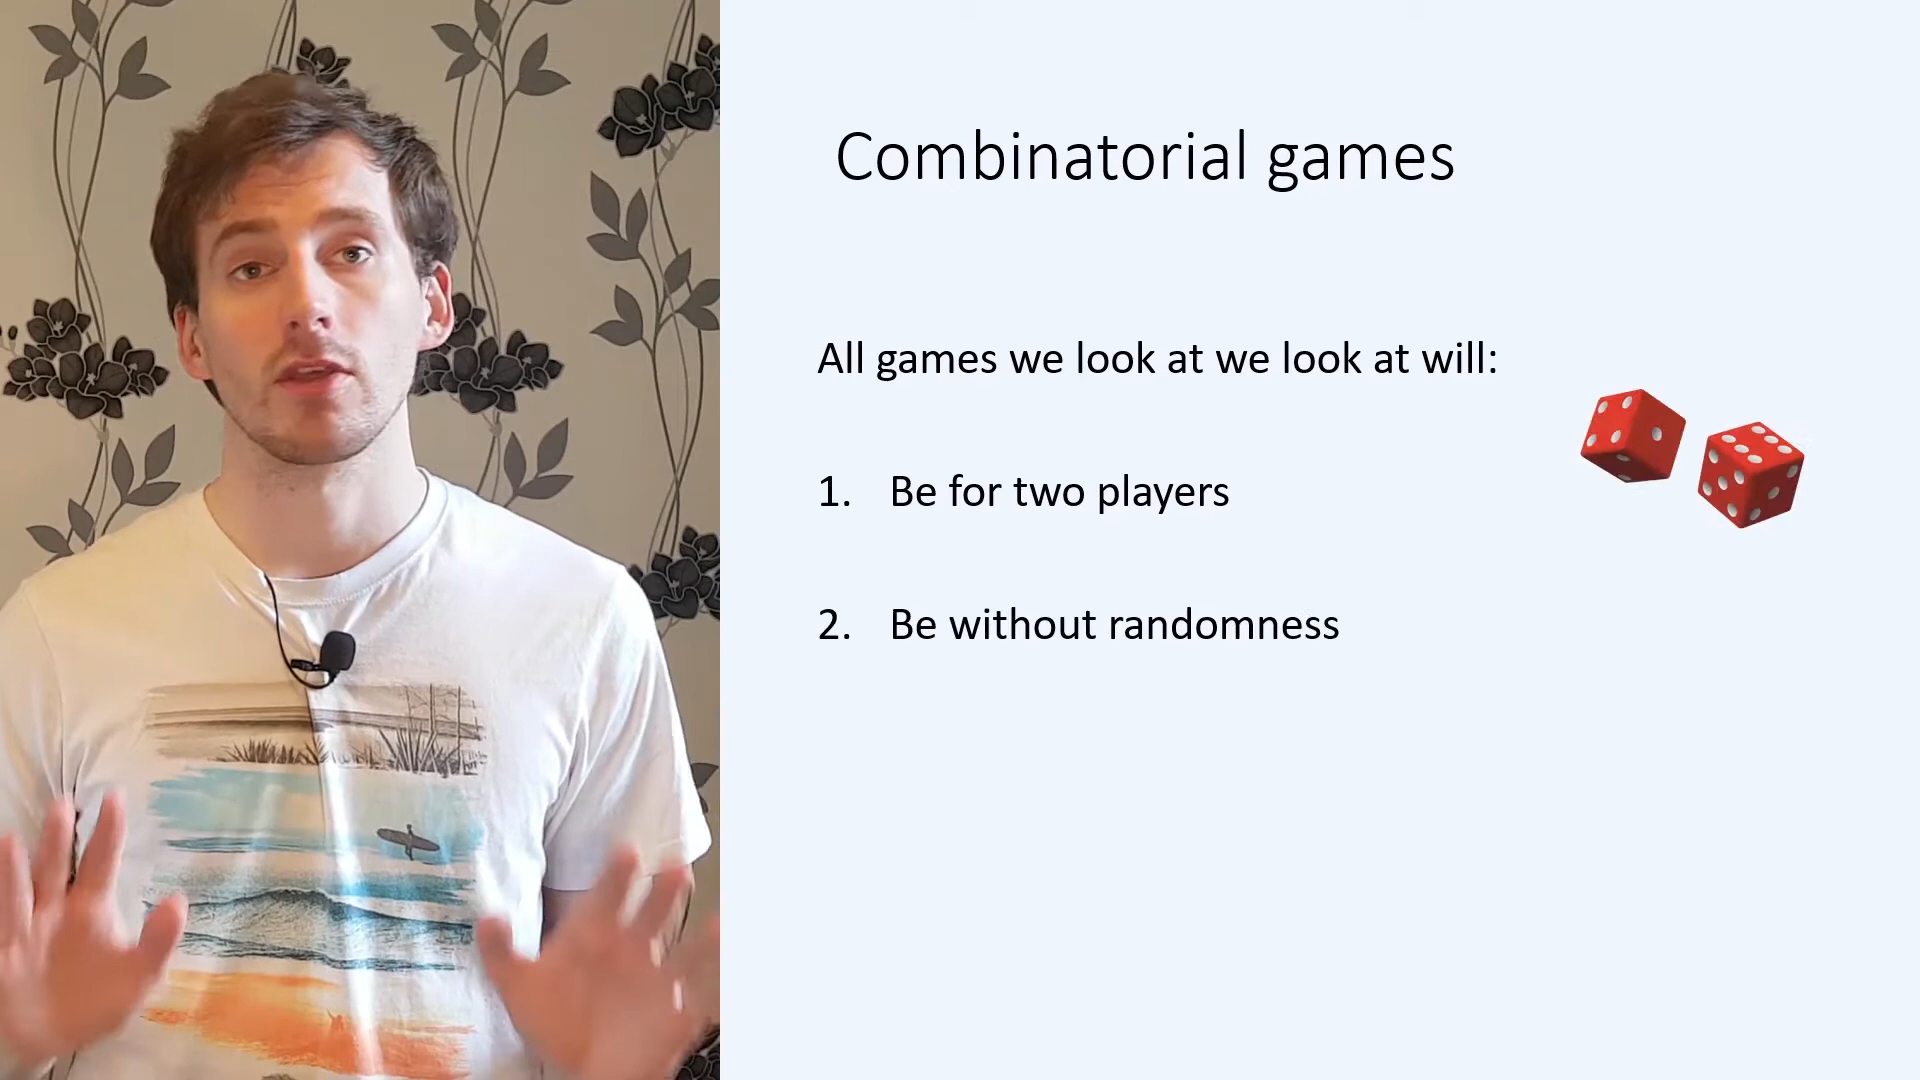 Combinatorial games
All games we look at we look at will:
1. Be for two players
2. Be without randomness